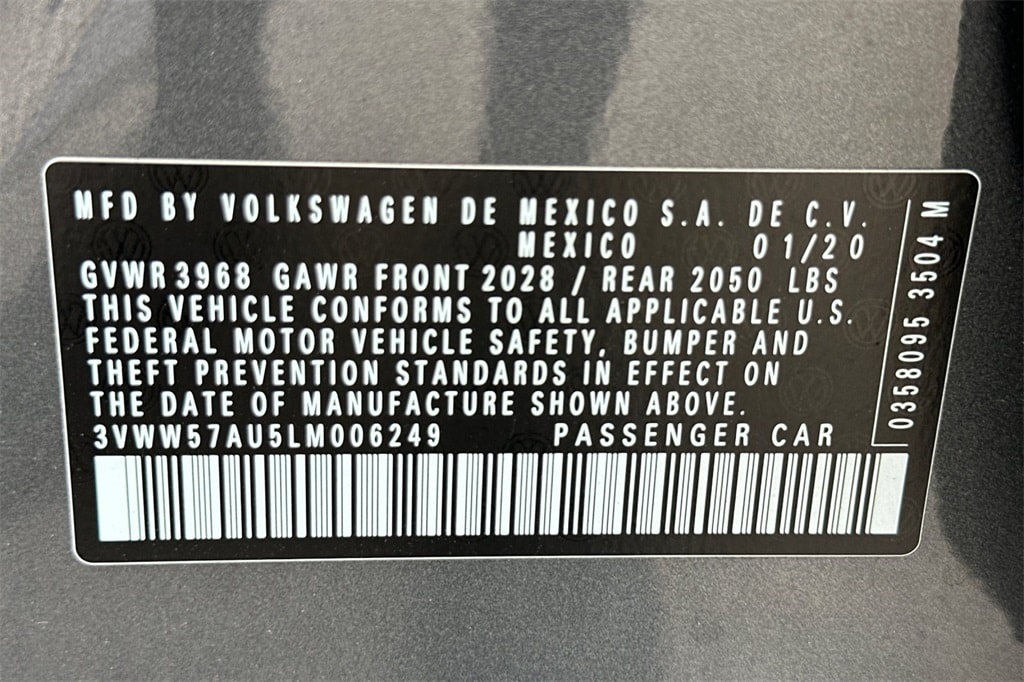 MFD BY VOLKSWAGEN DE MEXICO S.A. DE C.V.
MEXICO 01/20
GVWR 3968 GAWR FRONT 2028 / REAR 2050 LBS
THIS VEHICLE CONFORMS TO ALL APPLICABLE U.S.
FEDERAL MOTOR VEHICLE SAFETY, BUMPER AND
THEFT PREVENTION STANDARDS IN EFFECT ON
THE DATE OF MANUFACTURE SHOWN ABOVE.
3VWW57AU5LM006249 PASSENGER CAR
0358095 3504 M